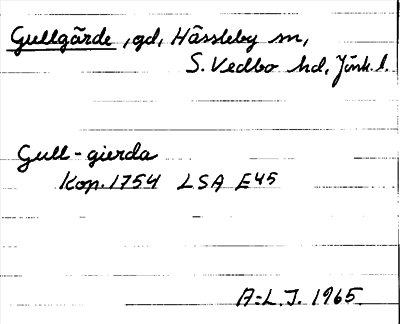 Gullgärde, gd, Hässleby sn,
S. Vedbo hd, Jönk. l.
Gull-gierda
Kop. 1754 LSA E45
A-L. J. 1965